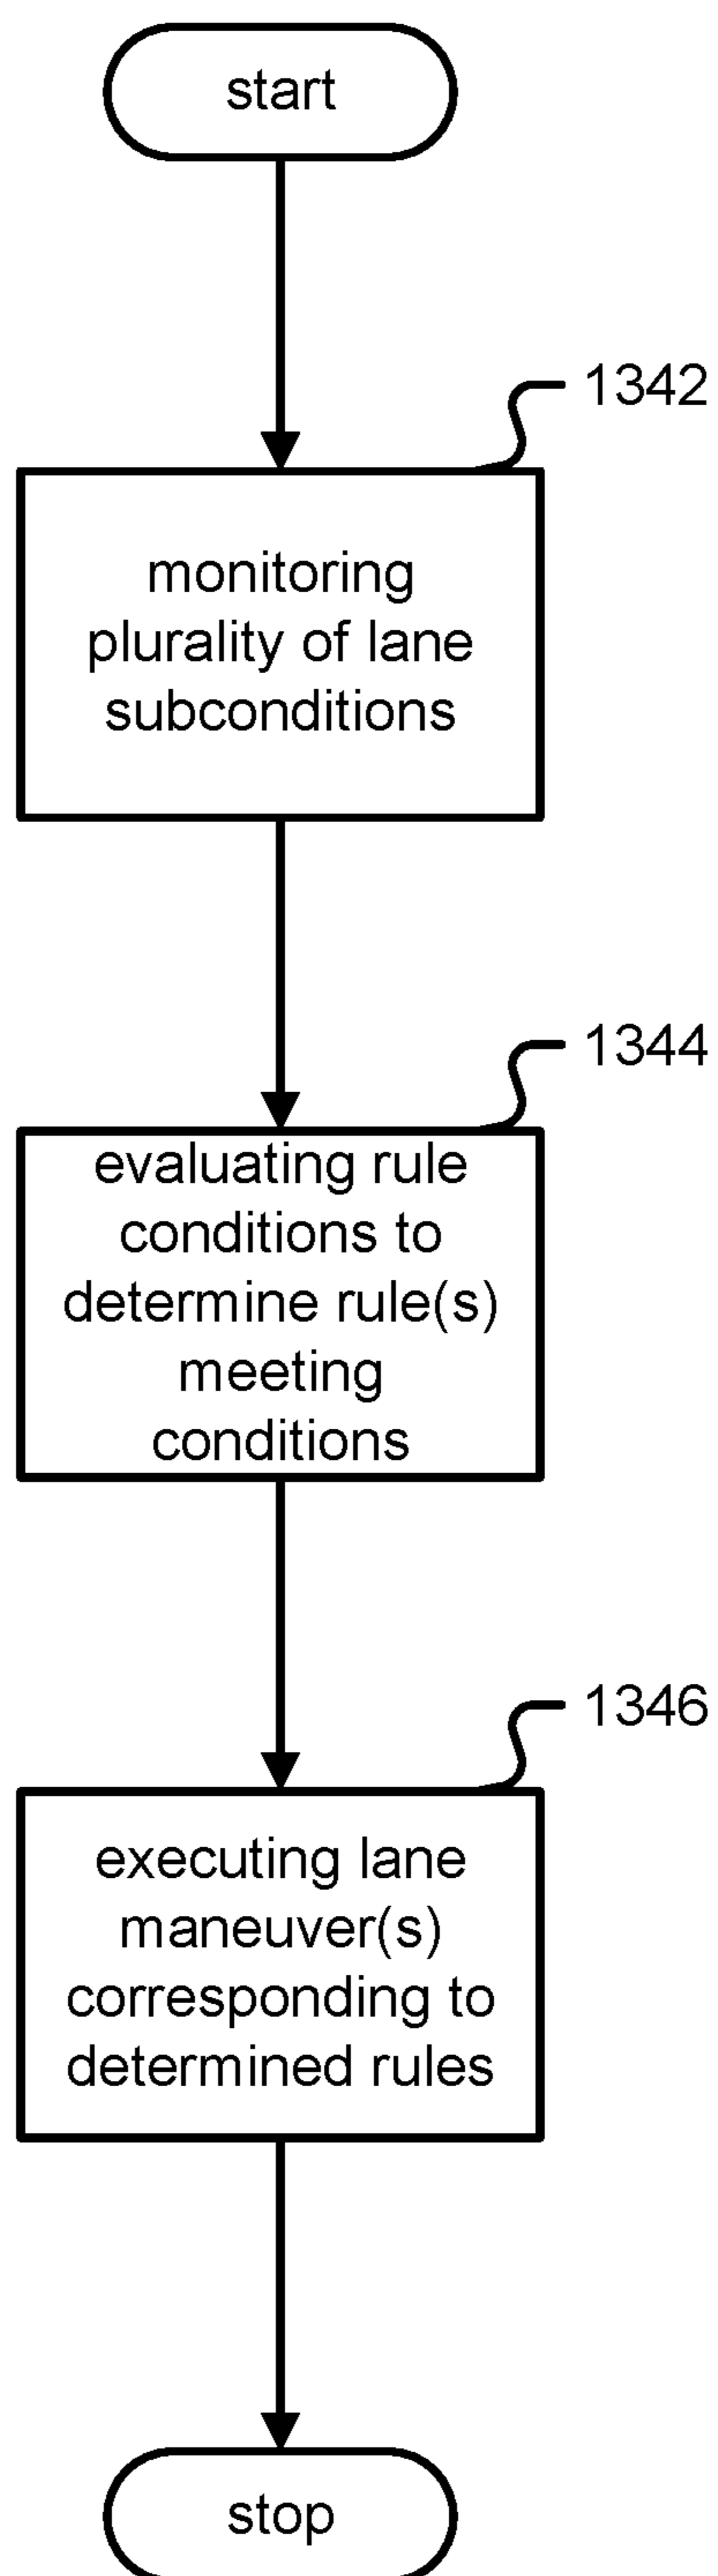 start
1342
monitoring
plurality of lane
subconditions
1344
evaluating rule
conditions to
determine rule(s)
meeting
conditions
1346
executing lane
maneuver(s)
corresponding to
determined rules
stop